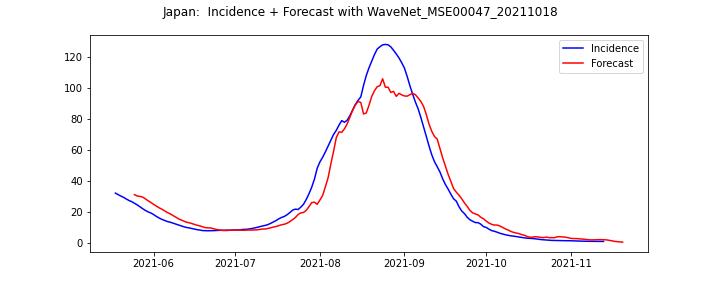 Japan:  Incidence + Forecast with WaveNet_MSE00047_20211018
Incidence
Forecast
120
100
80
60
40
20
0
2021-06 2021-07 2021-08 2021-09 2021-10 2021-11